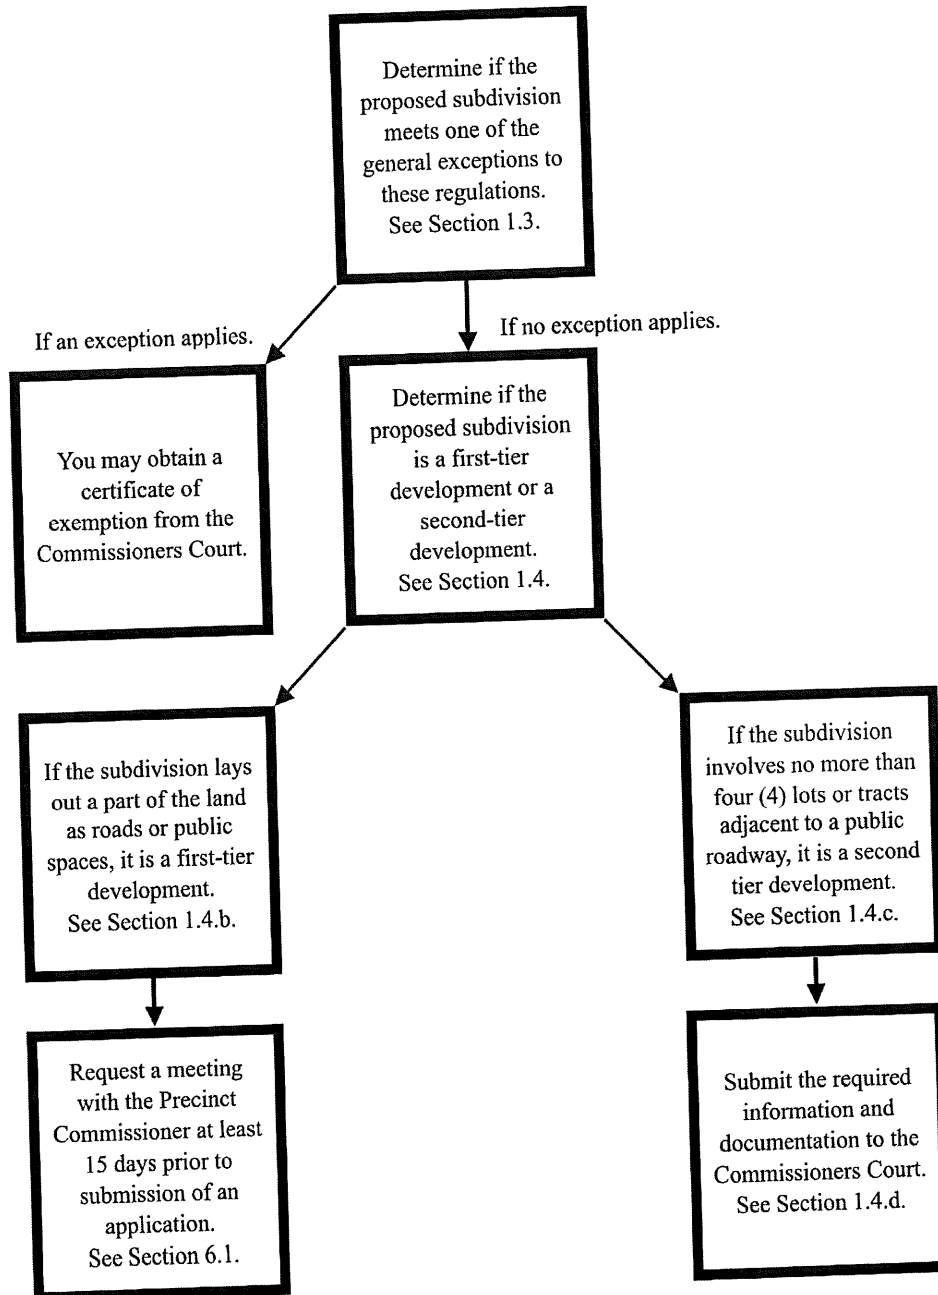 Determine if the
proposed subdivision
meets one of the
general exceptions to
these regulations.
See Section 1.3.
If an exception applies.
If no exception applies.
You may obtain a
certificate of
exemption from the
Commissioners Court.
Determine if the
proposed subdivision
is a first-tier
development or a
second-tier
development.
See Section 1.4.
If the subdivision lays
out a part of the land
as roads or public
spaces, it is a first-tier
development.
See Section 1.4.b.
If the subdivision
involves no more than
four (4) lots or tracts
adjacent to a public
roadway, it is a second
tier development.
See Section 1.4.c.
Request a meeting
with the Precinct
Commissioner at least
15 days prior to
submission of an
application.
See Section 6.1.
Submit the required
information and
documentation to the
Commissioners Court.
See Section 1.4.d.